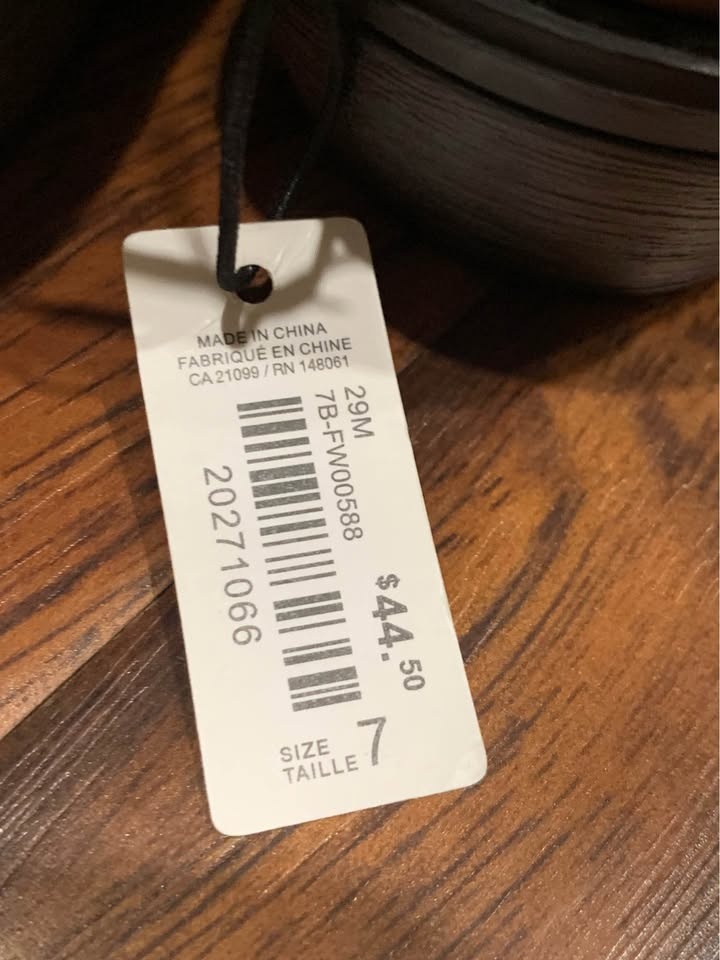 MADE IN CHINA
FABRIQUÉ EN CHINE
CA 21099 / RN 148061
29M
7B-FW00588
20271066
$44.50
SIZE
TAILLE 7